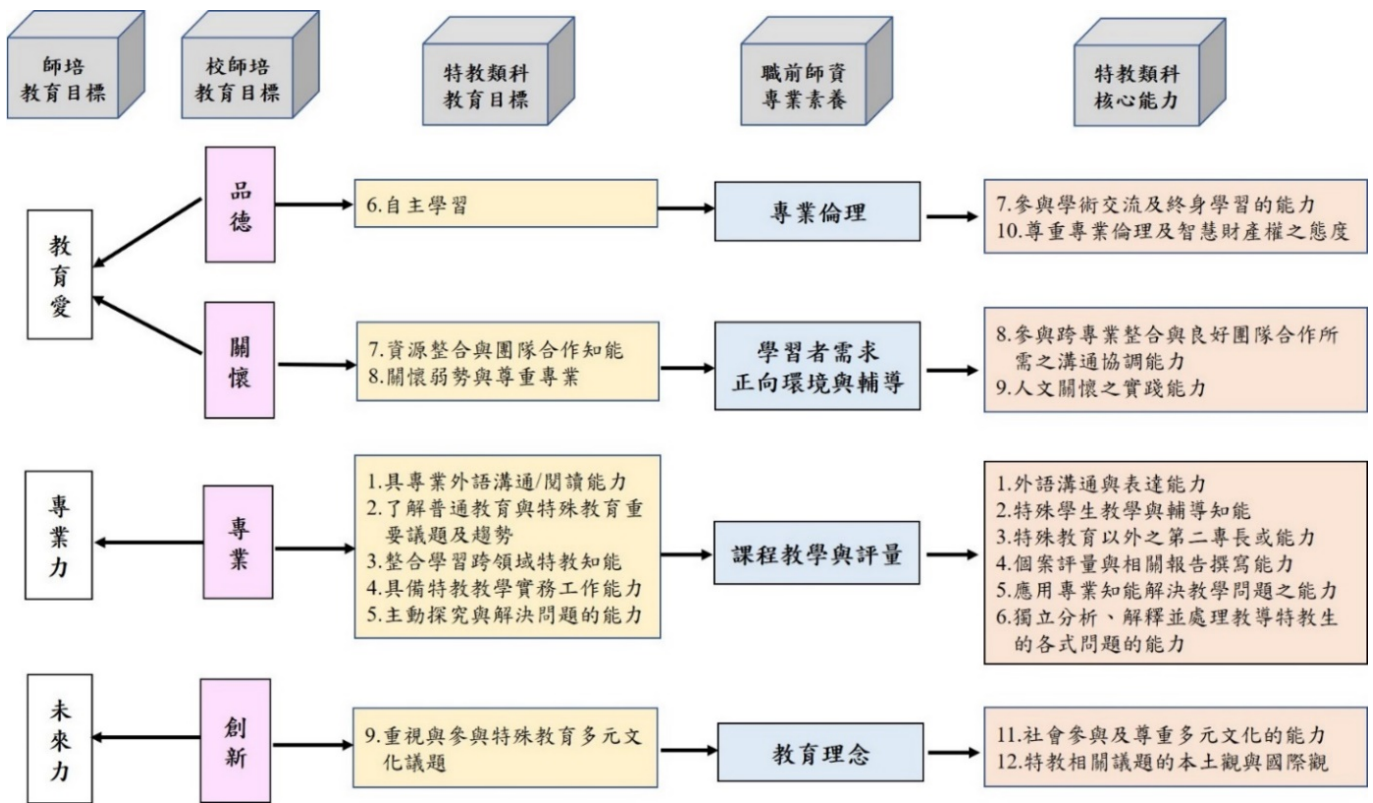 師培
教育目標
校師培
教育目標
特教類科
教育目標
職前師資
專業素養
特教類科
核心能力
教育愛
品德
6.自主學習
專業倫理
7.參與學術交流及終身學習的能力
10.尊重專業倫理及智慧財產權之態度
關懷
7.資源整合與團隊合作知能
8.關懷弱勢與尊重專業
學習者需求
正向環境與輔導
8.參與跨專業整合與良好團隊合作所
需之溝通協調能力
9.人文關懷之實踐能力
專業力
專業
1.具專業外語溝通/閱讀能力
2.了解普通教育與特殊教育重
要議題及趨勢
3.整合學習跨領域特教知能
4.具備特教教學實務工作能力
5.主動探究與解決問題的能力
課程教學與評量
1.外語溝通與表達能力
2.特殊學生教學與輔導知能
3.特殊教育以外之第二專長或能力
4.個案評量與相關報告撰寫能力
5.應用專業知能解決教學問題之能力
6.獨立分析、解釋並處理教導特教生
的各式問題的能力
未來力
創新
9.重視與參與特殊教育多元文
化議題
教育理念
11.社會參與及尊重多元文化的能力
12.特教相關議題的本土觀與國際觀